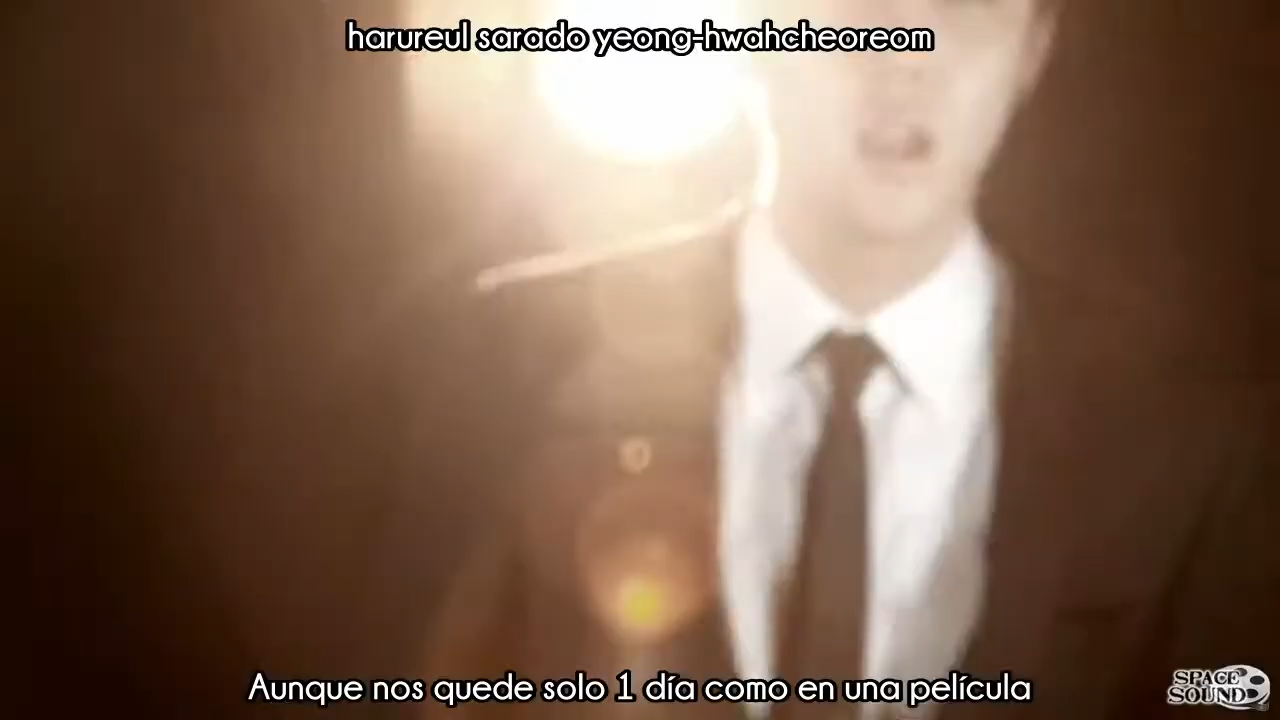 harureul sarado yeong-hwahcheoreom
Aunque nos quede solo 1 día como en una película
SPACE
SOUND